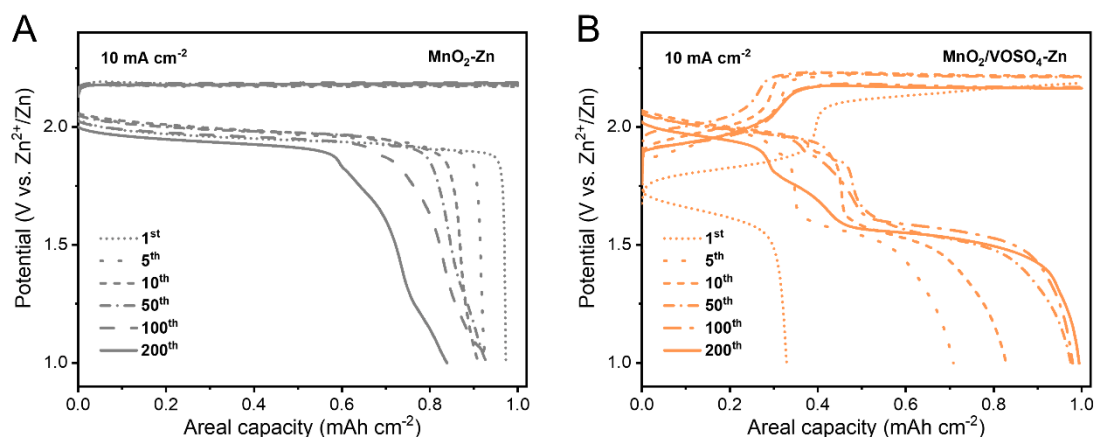 A
10 mA cm⁻²
MnO₂-Zn
Potential (V vs. Zn²⁺/Zn)
2.0
1.5
1.0
1ˢᵗ
5ᵗʰ
10ᵗʰ
50ᵗʰ
100ᵗʰ
200ᵗʰ
0.0 0.2 0.4 0.6 0.8 1.0
Areal capacity (mAh cm⁻²)
B
10 mA cm⁻²
MnO₂/VOSO₄-Zn
Potential (V vs. Zn²⁺/Zn)
2.0
1.5
1.0
1ˢᵗ
5ᵗʰ
10ᵗʰ
50ᵗʰ
100ᵗʰ
200ᵗʰ
0.0 0.2 0.4 0.6 0.8 1.0
Areal capacity (mAh cm⁻²)